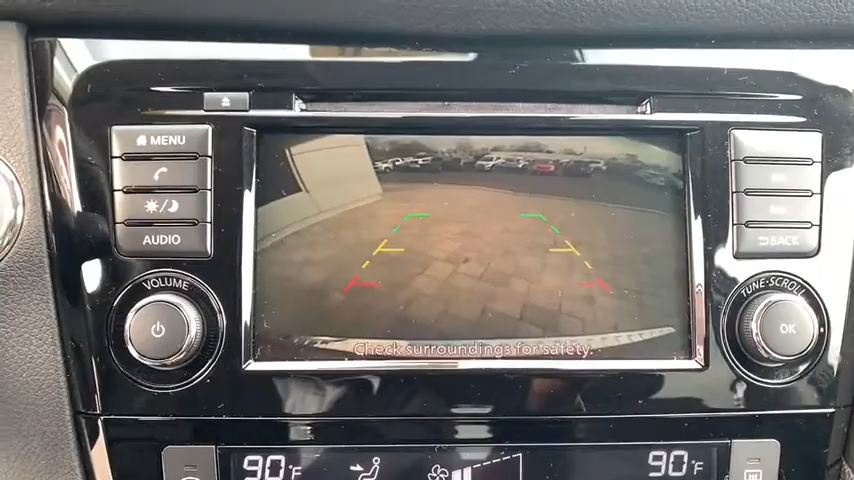 MENU
AUDIO
VOLUME
Check surroundings for safety
BACK
TUNE·SCROLL
OK
90°F
90°F